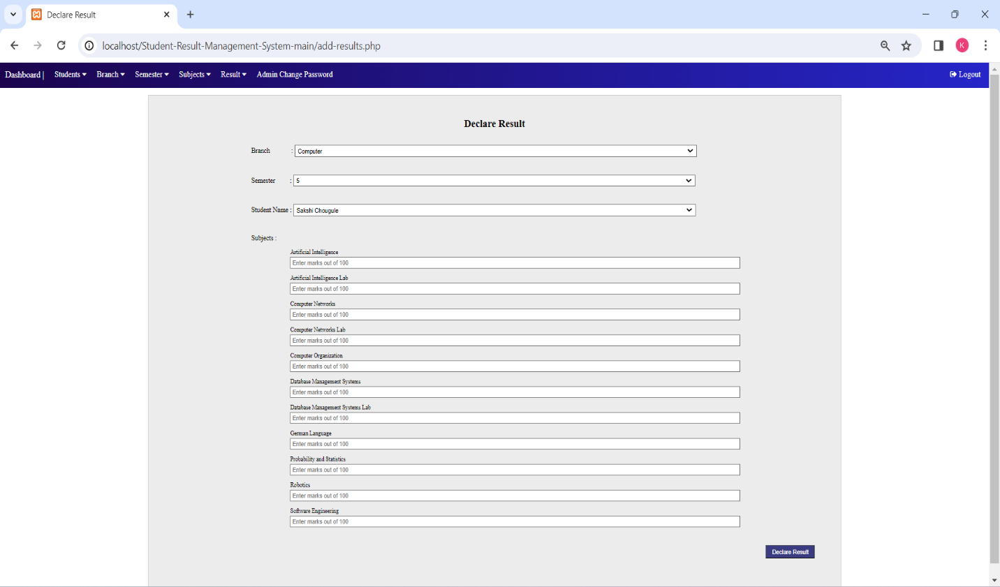 Declare Result
localhost/Student-Result-Management-System-main/add-results.php
K
Dashboard | Students Branch Semester Subjects Result Admin Change Password Logout
Declare Result
Branch : Computer
Semester : 5
Student Name : Sakshi Chougule
Subjects :
Artificial Intelligence
Enter marks out of 100
Artificial Intelligence Lab
Enter marks out of 100
Computer Networks
Enter marks out of 100
Computer Networks Lab
Enter marks out of 100
Computer Organization
Enter marks out of 100
Database Management Systems
Enter marks out of 100
Database Management Systems Lab
Enter marks out of 100
German Language
Enter marks out of 100
Probability and Statistics
Enter marks out of 100
Robotics
Enter marks out of 100
Software Engineering
Enter marks out of 100
Declare Result